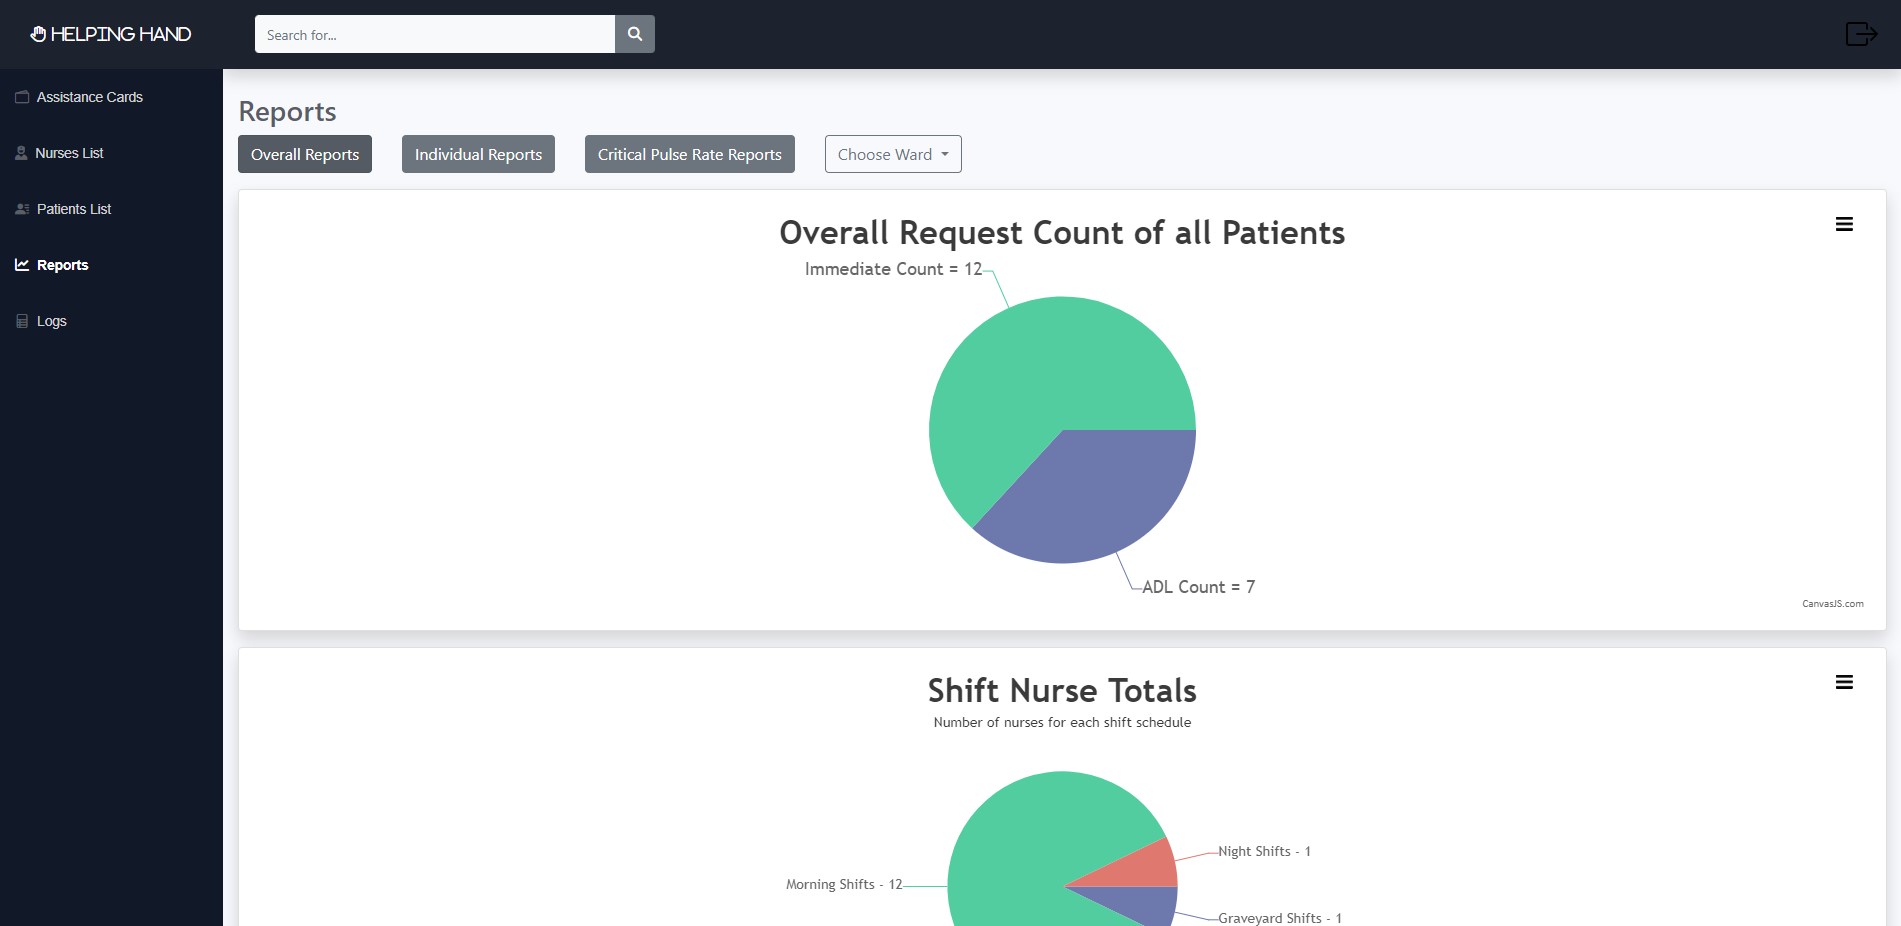 HELPING HAND
Search for...
Assistance Cards
Nurses List
Patients List
Reports
Logs
Reports
Overall Reports
Individual Reports
Critical Pulse Rate Reports
Choose Ward
Overall Request Count of all Patients
Immediate Count = 12
ADL Count = 7
CanvasJS.com
Shift Nurse Totals
Number of nurses for each shift schedule
Night Shifts - 1
Morning Shifts - 12
Graveyard Shifts - 1